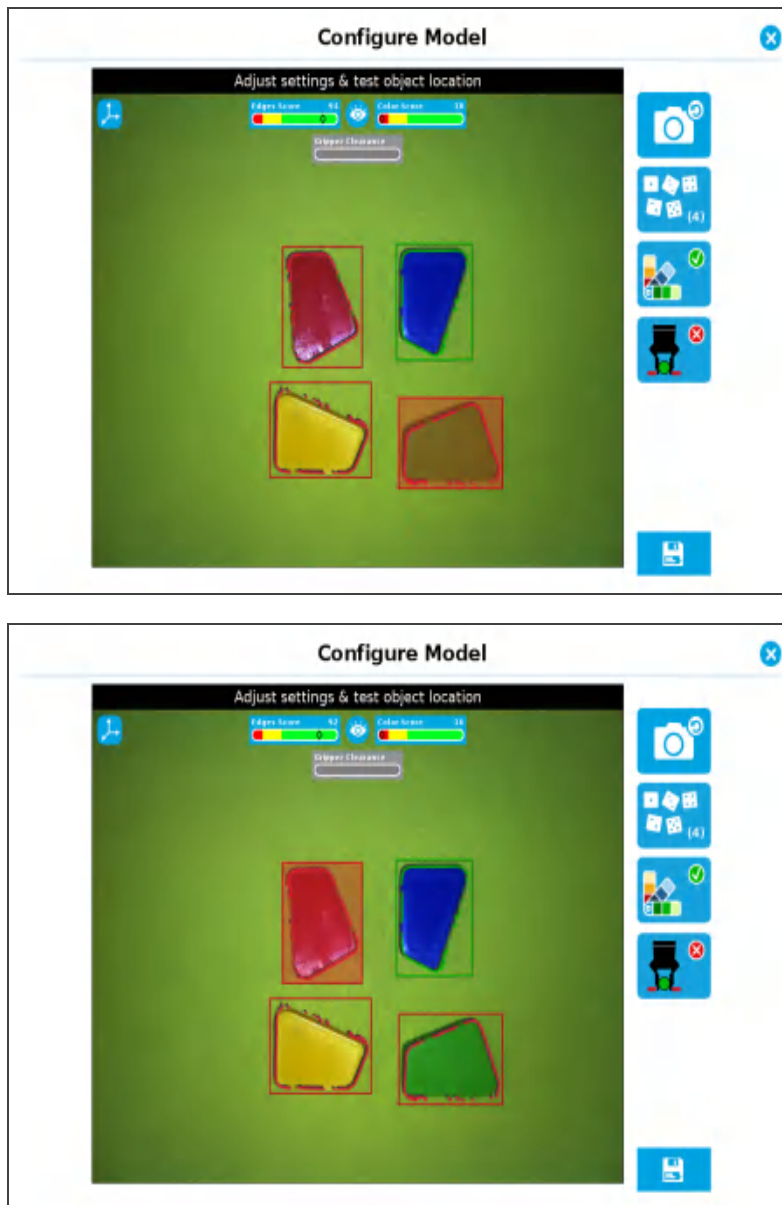 Configure Model
Adjust settings & test object location
Edges Score
Color Score
Gripper Clearance
(4)
Configure Model
Adjust settings & test object location
Edges Score 92
Color Score
Gripper Clearance
(4)